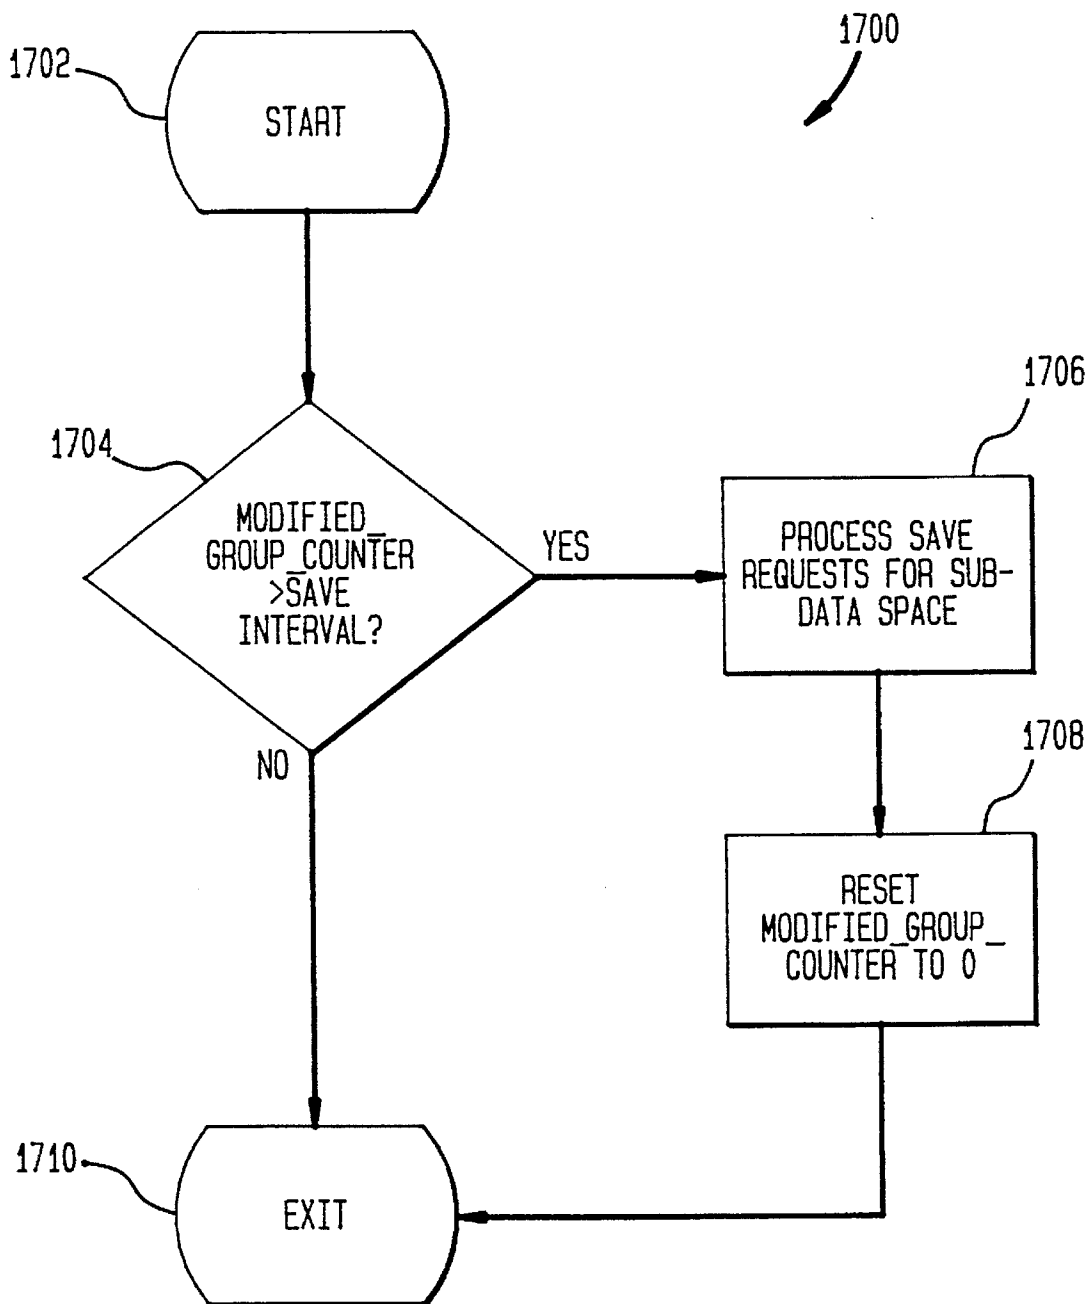 1700
1702
START
1704
MODIFIED_
GROUP_COUNTER
>SAVE
INTERVAL?
YES
NO
1706
PROCESS SAVE
REQUESTS FOR SUB-
DATA SPACE
1708
RESET
MODIFIED_GROUP_
COUNTER TO 0
1710
EXIT